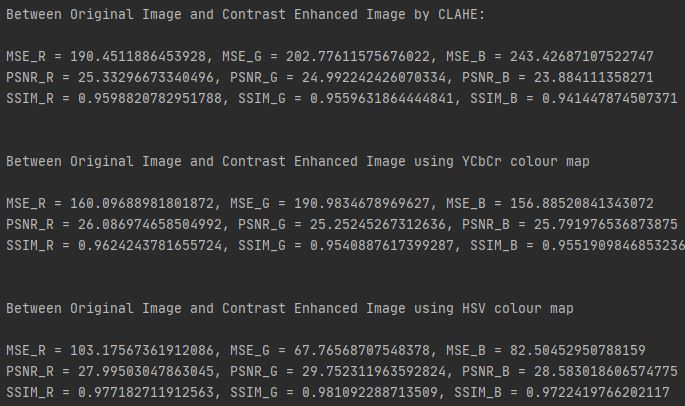 Between Original Image and Contrast Enhanced Image by CLAHE:
MSE_R = 190.4511886453928, MSE_G = 202.77611575676022, MSE_B = 243.42687107522747
PSNR_R = 25.33296673340496, PSNR_G = 24.992242426070334, PSNR_B = 23.884111358271
SSIM_R = 0.9598820782951788, SSIM_G = 0.9559631864444841, SSIM_B = 0.941447874507371
Between Original Image and Contrast Enhanced Image using YCbCr colour map
MSE_R = 160.09688981801872, MSE_G = 190.9834678969627, MSE_B = 156.88520841343072
PSNR_R = 26.086974658504992, PSNR_G = 25.25245267312636, PSNR_B = 25.791976536873875
SSIM_R = 0.9624243781655724, SSIM_G = 0.9540887617399287, SSIM_B = 0.9551909846853236
Between Original Image and Contrast Enhanced Image using HSV colour map
MSE_R = 103.17567361912086, MSE_G = 67.76568707548378, MSE_B = 82.50452950788159
PSNR_R = 27.99503047863045, PSNR_G = 29.752311963592824, PSNR_B = 28.583018606574775
SSIM_R = 0.977182711912563, SSIM_G = 0.981092288713509, SSIM_B = 0.9722419766202117